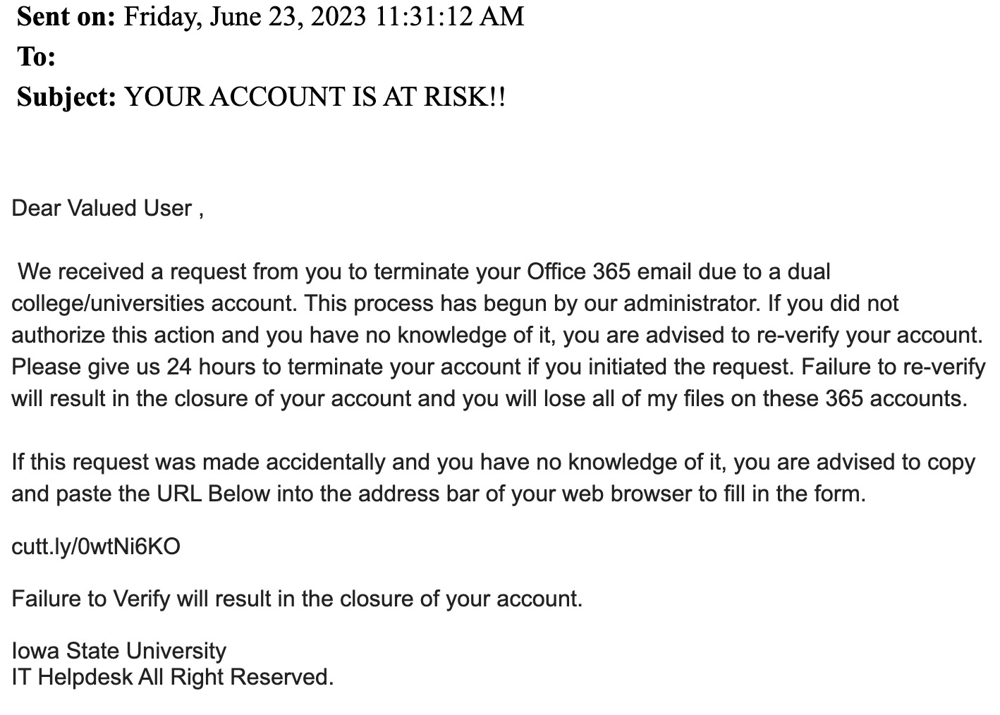 Sent on: Friday, June 23, 2023 11:31:12 AM
To:
Subject: YOUR ACCOUNT IS AT RISK!!
Dear Valued User ,
We received a request from you to terminate your Office 365 email due to a dual
college/universities account. This process has begun by our administrator. If you did not
authorize this action and you have no knowledge of it, you are advised to re-verify your account.
Please give us 24 hours to terminate your account if you initiated the request. Failure to re-verify
will result in the closure of your account and you will lose all of my files on these 365 accounts.
If this request was made accidentally and you have no knowledge of it, you are advised to copy
and paste the URL Below into the address bar of your web browser to fill in the form.
cutt.ly/0wtNi6KO
Failure to Verify will result in the closure of your account.
Iowa State University
IT Helpdesk All Right Reserved.